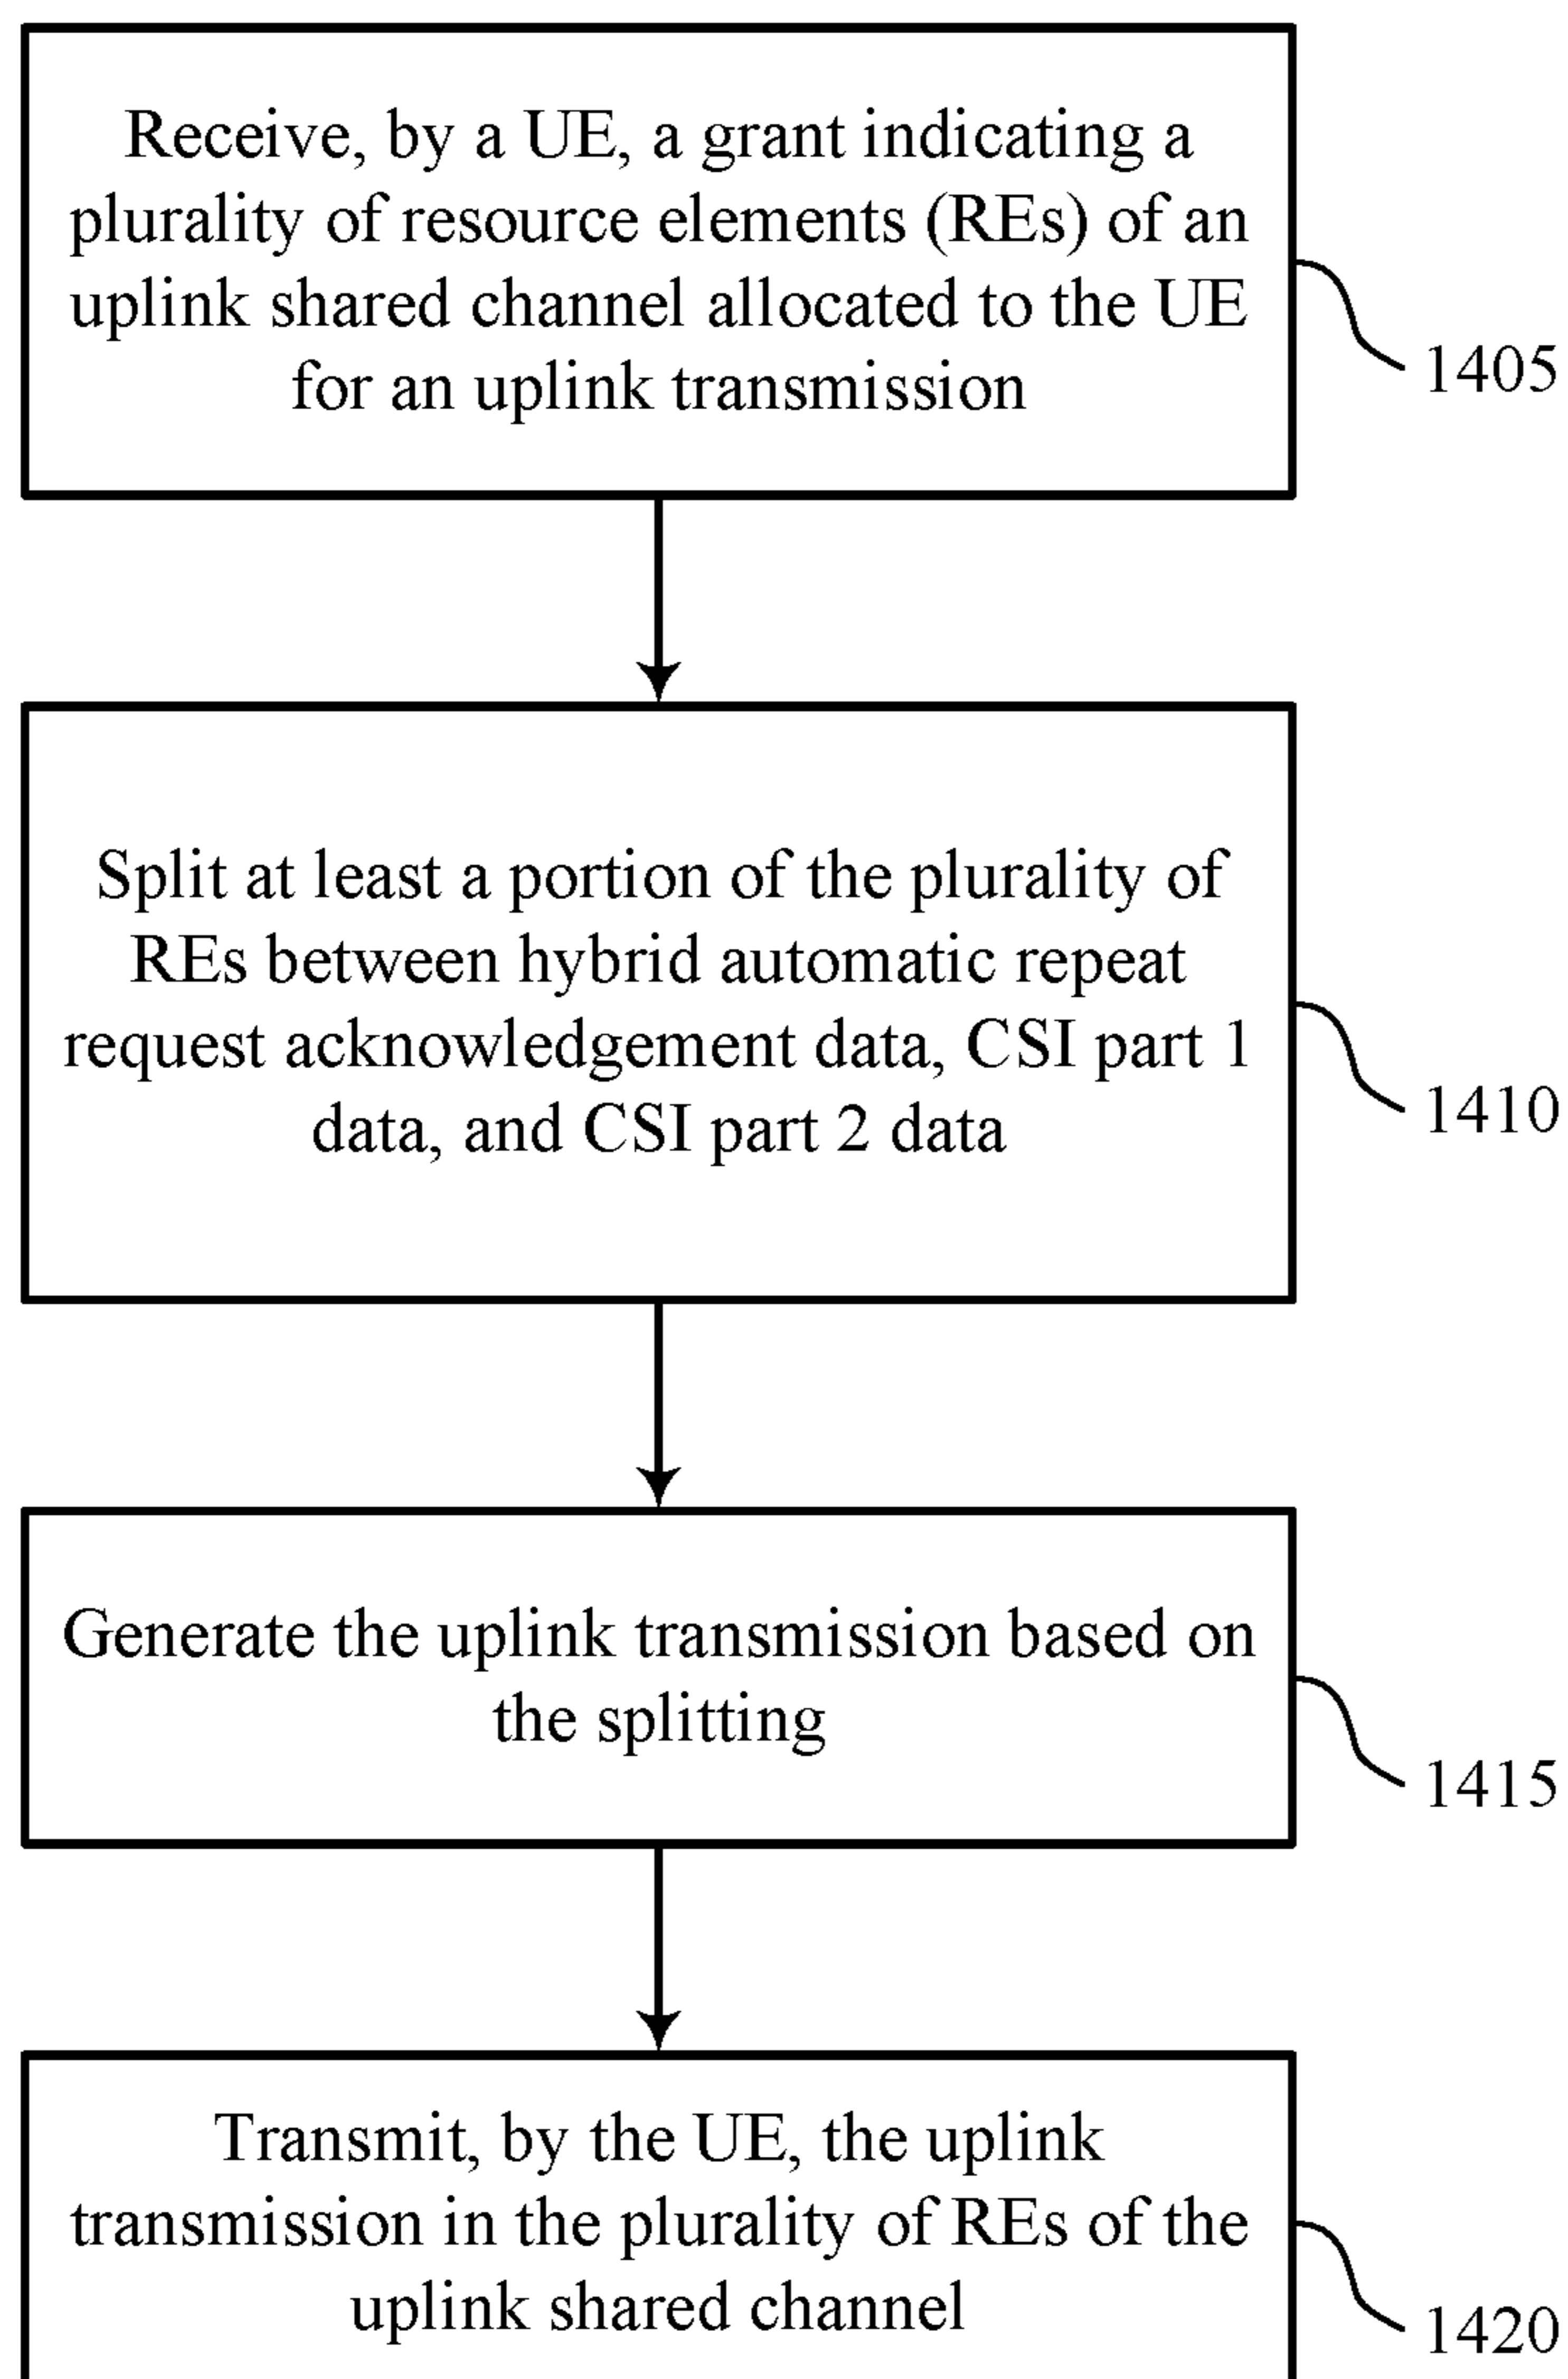 Receive, by a UE, a grant indicating a
plurality of resource elements (REs) of an
uplink shared channel allocated to the UE
for an uplink transmission
1405
Split at least a portion of the plurality of
REs between hybrid automatic repeat
request acknowledgement data, CSI part 1
data, and CSI part 2 data
1410
Generate the uplink transmission based on
the splitting
1415
Transmit, by the UE, the uplink
transmission in the plurality of REs of the
uplink shared channel
1420